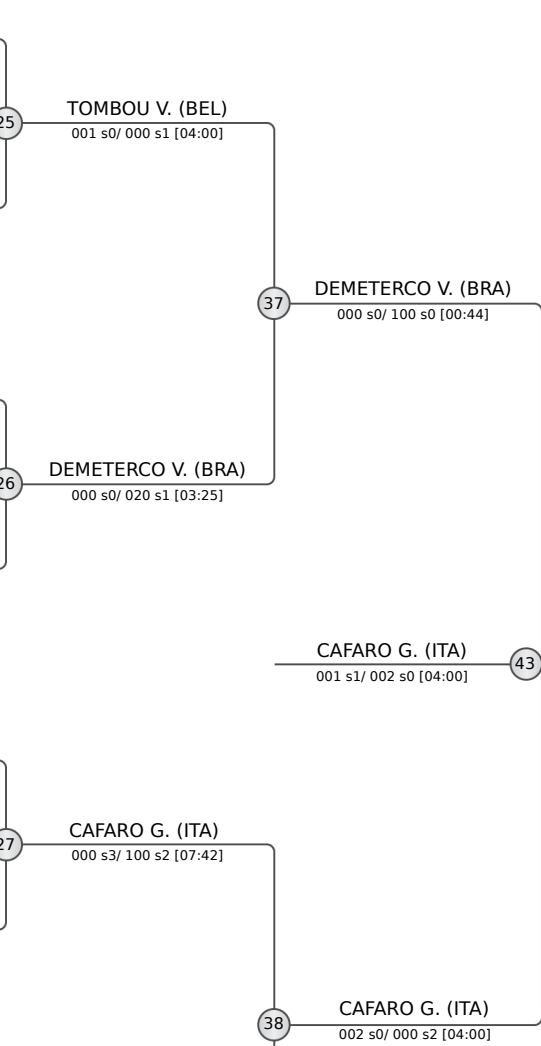 TOMBOU V. (BEL)
25
001 s0/ 000 s1 [04:00]
DEMETERCO V. (BRA)
37
000 s0/ 100 s0 [00:44]
DEMETERCO V. (BRA)
26
000 s0/ 020 s1 [03:25]
CAFARO G. (ITA)
43
001 s1/ 002 s0 [04:00]
CAFARO G. (ITA)
27
000 s3/ 100 s2 [07:42]
CAFARO G. (ITA)
38
002 s0/ 000 s2 [04:00]